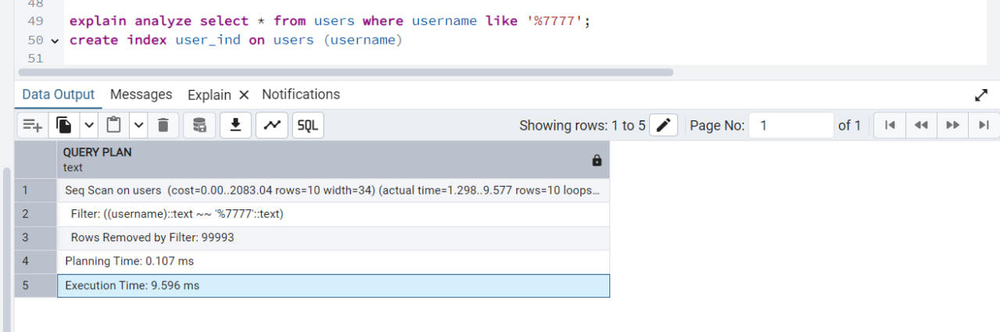 48
49 explain analyze select * from users where username like '%7777';
50 create index user_ind on users (username)
51
Data Output Messages Explain Notifications
SQL Showing rows: 1 to 5 Page No: 1 of 1
QUERY PLAN
text
1 Seq Scan on users (cost=0.00..2083.04 rows=10 width=34) (actual time=1.298..9.577 rows=10 loops...
2 Filter: ((username)::text ~~ '%7777'::text)
3 Rows Removed by Filter: 99993
4 Planning Time: 0.107 ms
5 Execution Time: 9.596 ms